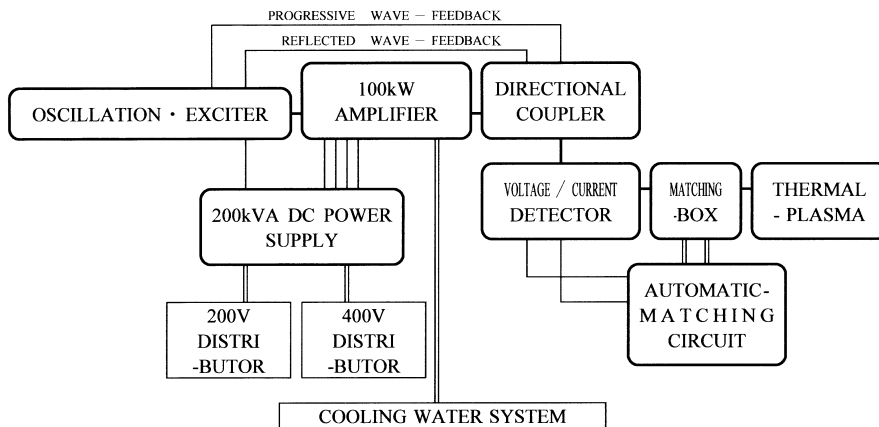 PROGRESSIVE WAVE － FEEDBACK
REFLECTED WAVE － FEEDBACK
OSCILLATION・EXCITER
100kW
AMPLIFIER
DIRECTIONAL
COUPLER
200kVA DC POWER
SUPPLY
VOLTAGE / CURRENT
DETECTOR
MATCHING
-BOX
THERMAL
- PLASMA
200V
DISTRI
-BUTOR
400V
DISTRI
-BUTOR
AUTOMATIC-
MATCHING
CIRCUIT
COOLING WATER SYSTEM